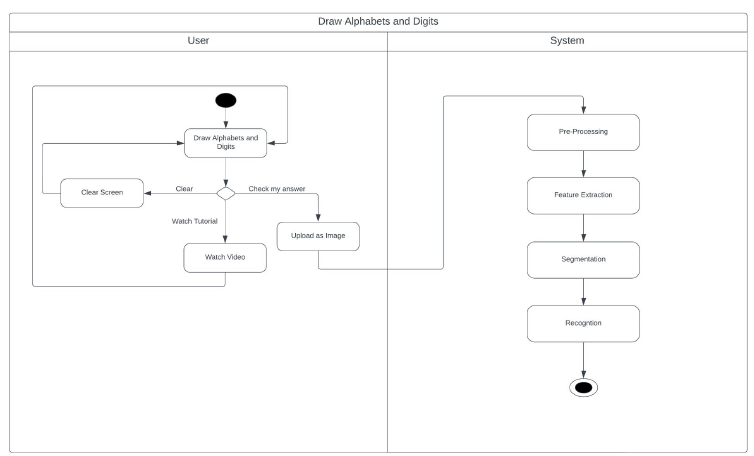 Draw Alphabets and Digits
User
System
Draw Alphabets and
Digits
Pre-Processing
Clear Screen
Clear
Check my answer
Feature Extraction
Watch Tutorial
Upload as Image
Watch Video
Segmentation
Recogntion